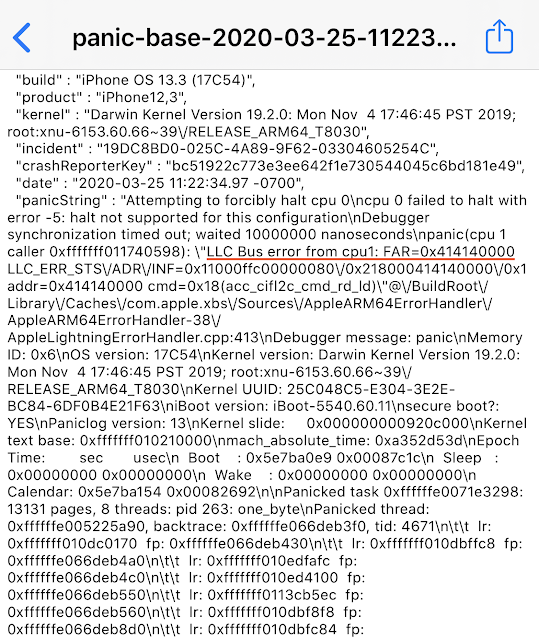 panic-base-2020-03-25-11223...
"build" : "iPhone OS 13.3 (17C54)",
"product" : "iPhone12,3",
"kernel" : "Darwin Kernel Version 19.2.0: Mon Nov  4 17:46:45 PST 2019;
root:xnu-6153.60.66~39\/RELEASE_ARM64_T8030",
"incident" : "19DC8BD0-025C-4A89-9F62-03304605254C",
"crashReporterKey" : "bc51922c773e3ee642f1e730544045c6bd181e49",
"date" : "2020-03-25 11:22:34.97 -0700",
"panicString" : "Attempting to forcibly halt cpu 0\ncpu 0 failed to halt with
error -5: halt not supported for this configuration\nDebugger
synchronization timed out; waited 10000000 nanoseconds\npanic(cpu 1
caller 0xfffffff011740598): \"LLC Bus error from cpu1: FAR=0x414140000
LLC_ERR_STS\/ADR\/INF=0x11000ffc00000080\/0x218000414140000\/0x1
addr=0x414140000 cmd=0x18(acc_cifl2c_cmd_rd_ld)\"@\/BuildRoot\/
Library\/Caches\/com.apple.xbs\/Sources\/AppleARM64ErrorHandler\/
AppleARM64ErrorHandler-38\/
AppleLightningErrorHandler.cpp:413\nDebugger message: panic\nMemory
ID: 0x6\nOS version: 17C54\nKernel version: Darwin Kernel Version 19.2.0:
Mon Nov  4 17:46:45 PST 2019; root:xnu-6153.60.66~39\/
RELEASE_ARM64_T8030\nKernel UUID: 25C048C5-E304-3E2E-
BC84-6DF0B4E21F63\niBoot version: iBoot-5540.60.11\nsecure boot?:
YES\nPaniclog version: 13\nKernel slide:     0x000000000920c000\nKernel
text base: 0xfffffff010210000\nmach_absolute_time: 0xa352d53d\nEpoch
Time:        sec       usec\n  Boot    : 0x5e7ba0e9 0x00087c1c\n  Sleep   :
0x00000000 0x00000000\n  Wake    : 0x00000000 0x00000000\n
Calendar: 0x5e7ba154 0x00082692\n\nPanicked task 0xffffffe0071e3298:
13131 pages, 8 threads: pid 263: one_byte\nPanicked thread:
0xffffffe005225a90, backtrace: 0xffffffe066deb3f0, tid: 4671\n\t\t  lr:
0xfffffff010dc0170  fp: 0xffffffe066deb430\n\t\t  lr: 0xfffffff010dbffc8  fp:
0xffffffe066deb4a0\n\t\t  lr: 0xfffffff010edfafc  fp:
0xffffffe066deb4c0\n\t\t  lr: 0xfffffff010ed4100  fp:
0xffffffe066deb550\n\t\t  lr: 0xfffffff0113cb5ec  fp:
0xffffffe066deb560\n\t\t  lr: 0xfffffff010dbf8f8  fp:
0xffffffe066deb8d0\n\t\t  lr: 0xfffffff010dbfc84  fp: